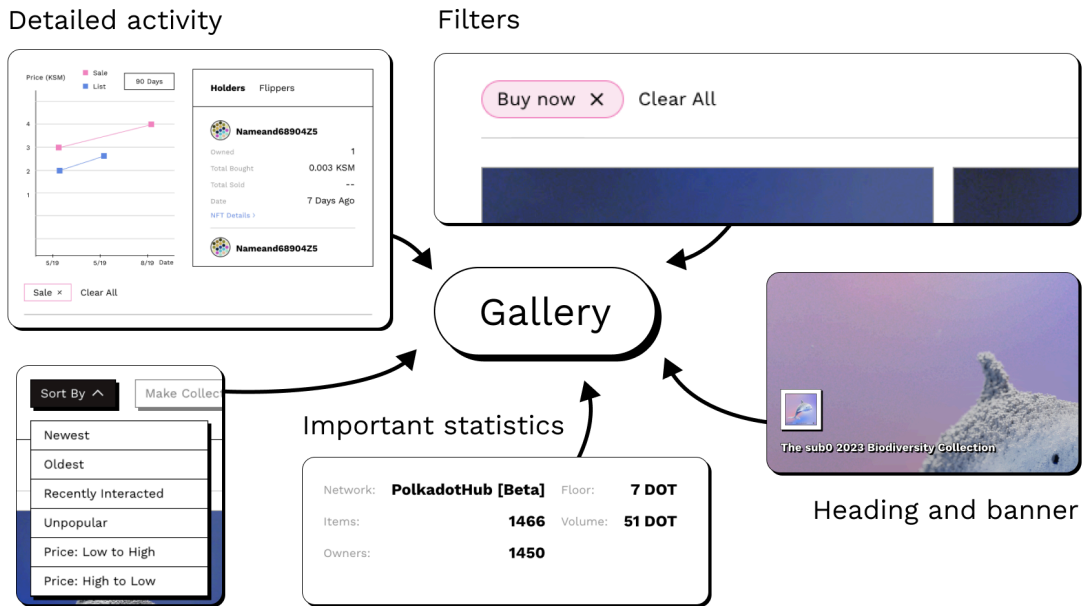 Detailed activity
Filters
Price (KSM)
Sale
List
90 Days
4
3
2
1
5/19
5/19
8/19
Date
Holders Flippers
Nameand68904Z5
Owned 1
Total Bought 0.003 KSM
Total Sold --
Date 7 Days Ago
NFT Details >
Nameand68904Z5
Sale ×
Clear All
Buy now ×
Clear All
Gallery
Sort By
Make Collect
Newest
Oldest
Recently Interacted
Unpopular
Price: Low to High
Price: High to Low
Important statistics
Network: PolkadotHub [Beta] Floor: 7 DOT
Items: 1466 Volume: 51 DOT
Owners: 1450
The sub0 2023 Biodiversity Collection
Heading and banner